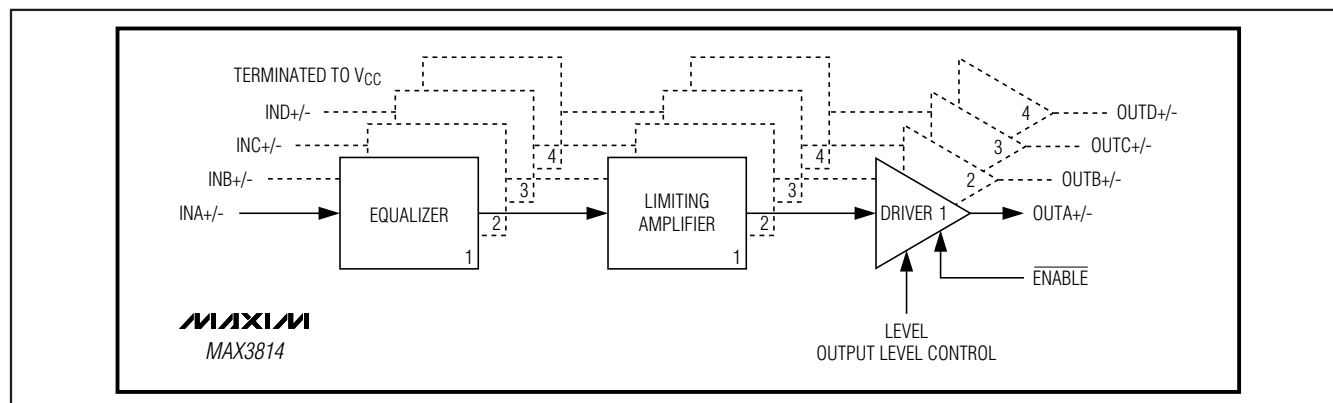 TERMINATED TO VCC
IND+/-
INC+/-
INB+/-
INA+/-
EQUALIZER
1
2
3
4
LIMITING
AMPLIFIER
1
2
3
4
DRIVER 1
2
3
4
OUTD+/-
OUTC+/-
OUTB+/-
OUTA+/-
ENABLE
LEVEL
OUTPUT LEVEL CONTROL
MAXIM
MAX3814